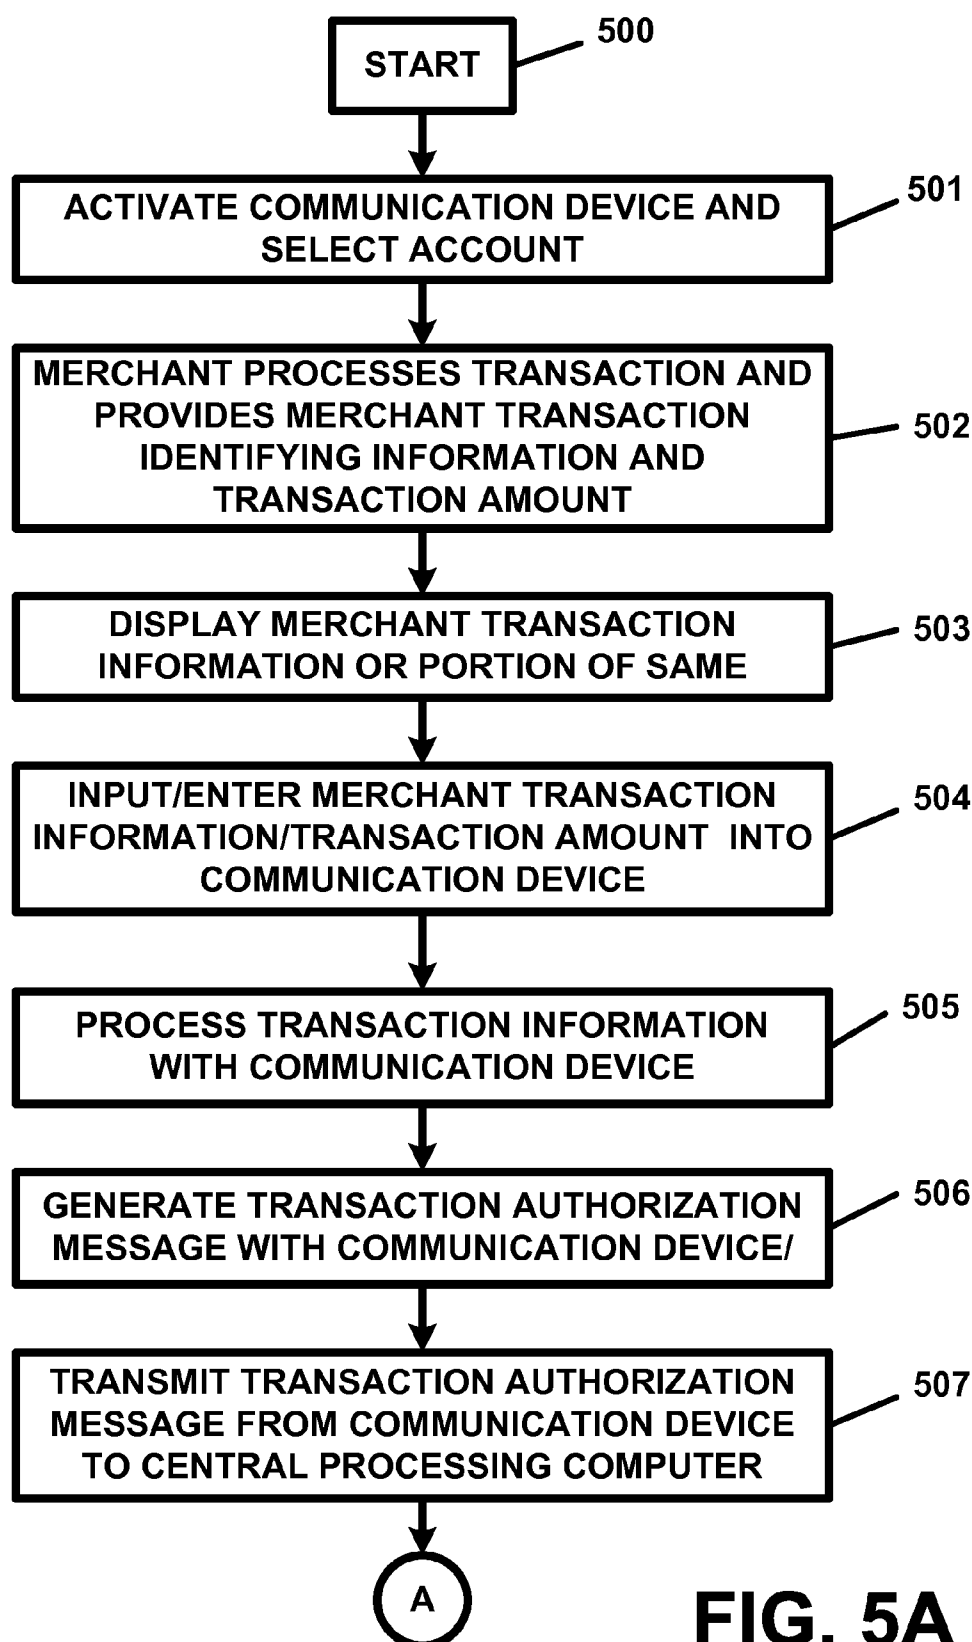 START
500
ACTIVATE COMMUNICATION DEVICE AND
SELECT ACCOUNT
501
MERCHANT PROCESSES TRANSACTION AND
PROVIDES MERCHANT TRANSACTION
IDENTIFYING INFORMATION AND
TRANSACTION AMOUNT
502
DISPLAY MERCHANT TRANSACTION
INFORMATION OR PORTION OF SAME
503
INPUT/ENTER MERCHANT TRANSACTION
INFORMATION/TRANSACTION AMOUNT INTO
COMMUNICATION DEVICE
504
PROCESS TRANSACTION INFORMATION
WITH COMMUNICATION DEVICE
505
GENERATE TRANSACTION AUTHORIZATION
MESSAGE WITH COMMUNICATION DEVICE/
506
TRANSMIT TRANSACTION AUTHORIZATION
MESSAGE FROM COMMUNICATION DEVICE
TO CENTRAL PROCESSING COMPUTER
507
A
FIG. 5A